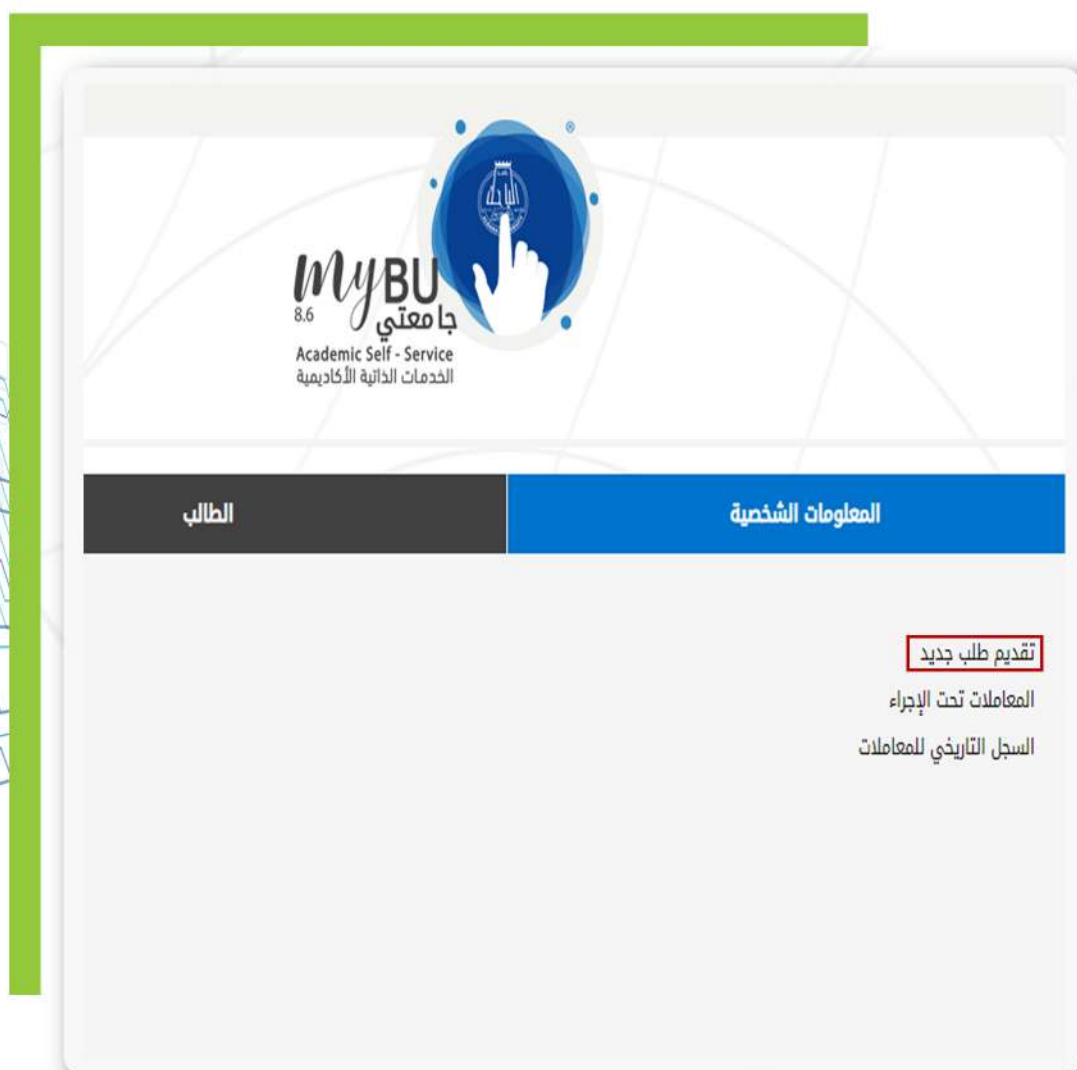 الباحة
MyBU
8.6
جامعتي
Academic Self - Service
الخدمات الذاتية الأكاديمية
المعلومات الشخصية
الطالب
تقديم طلب جديد
المعاملات تحت الإجراء
السجل التاريخي للمعاملات